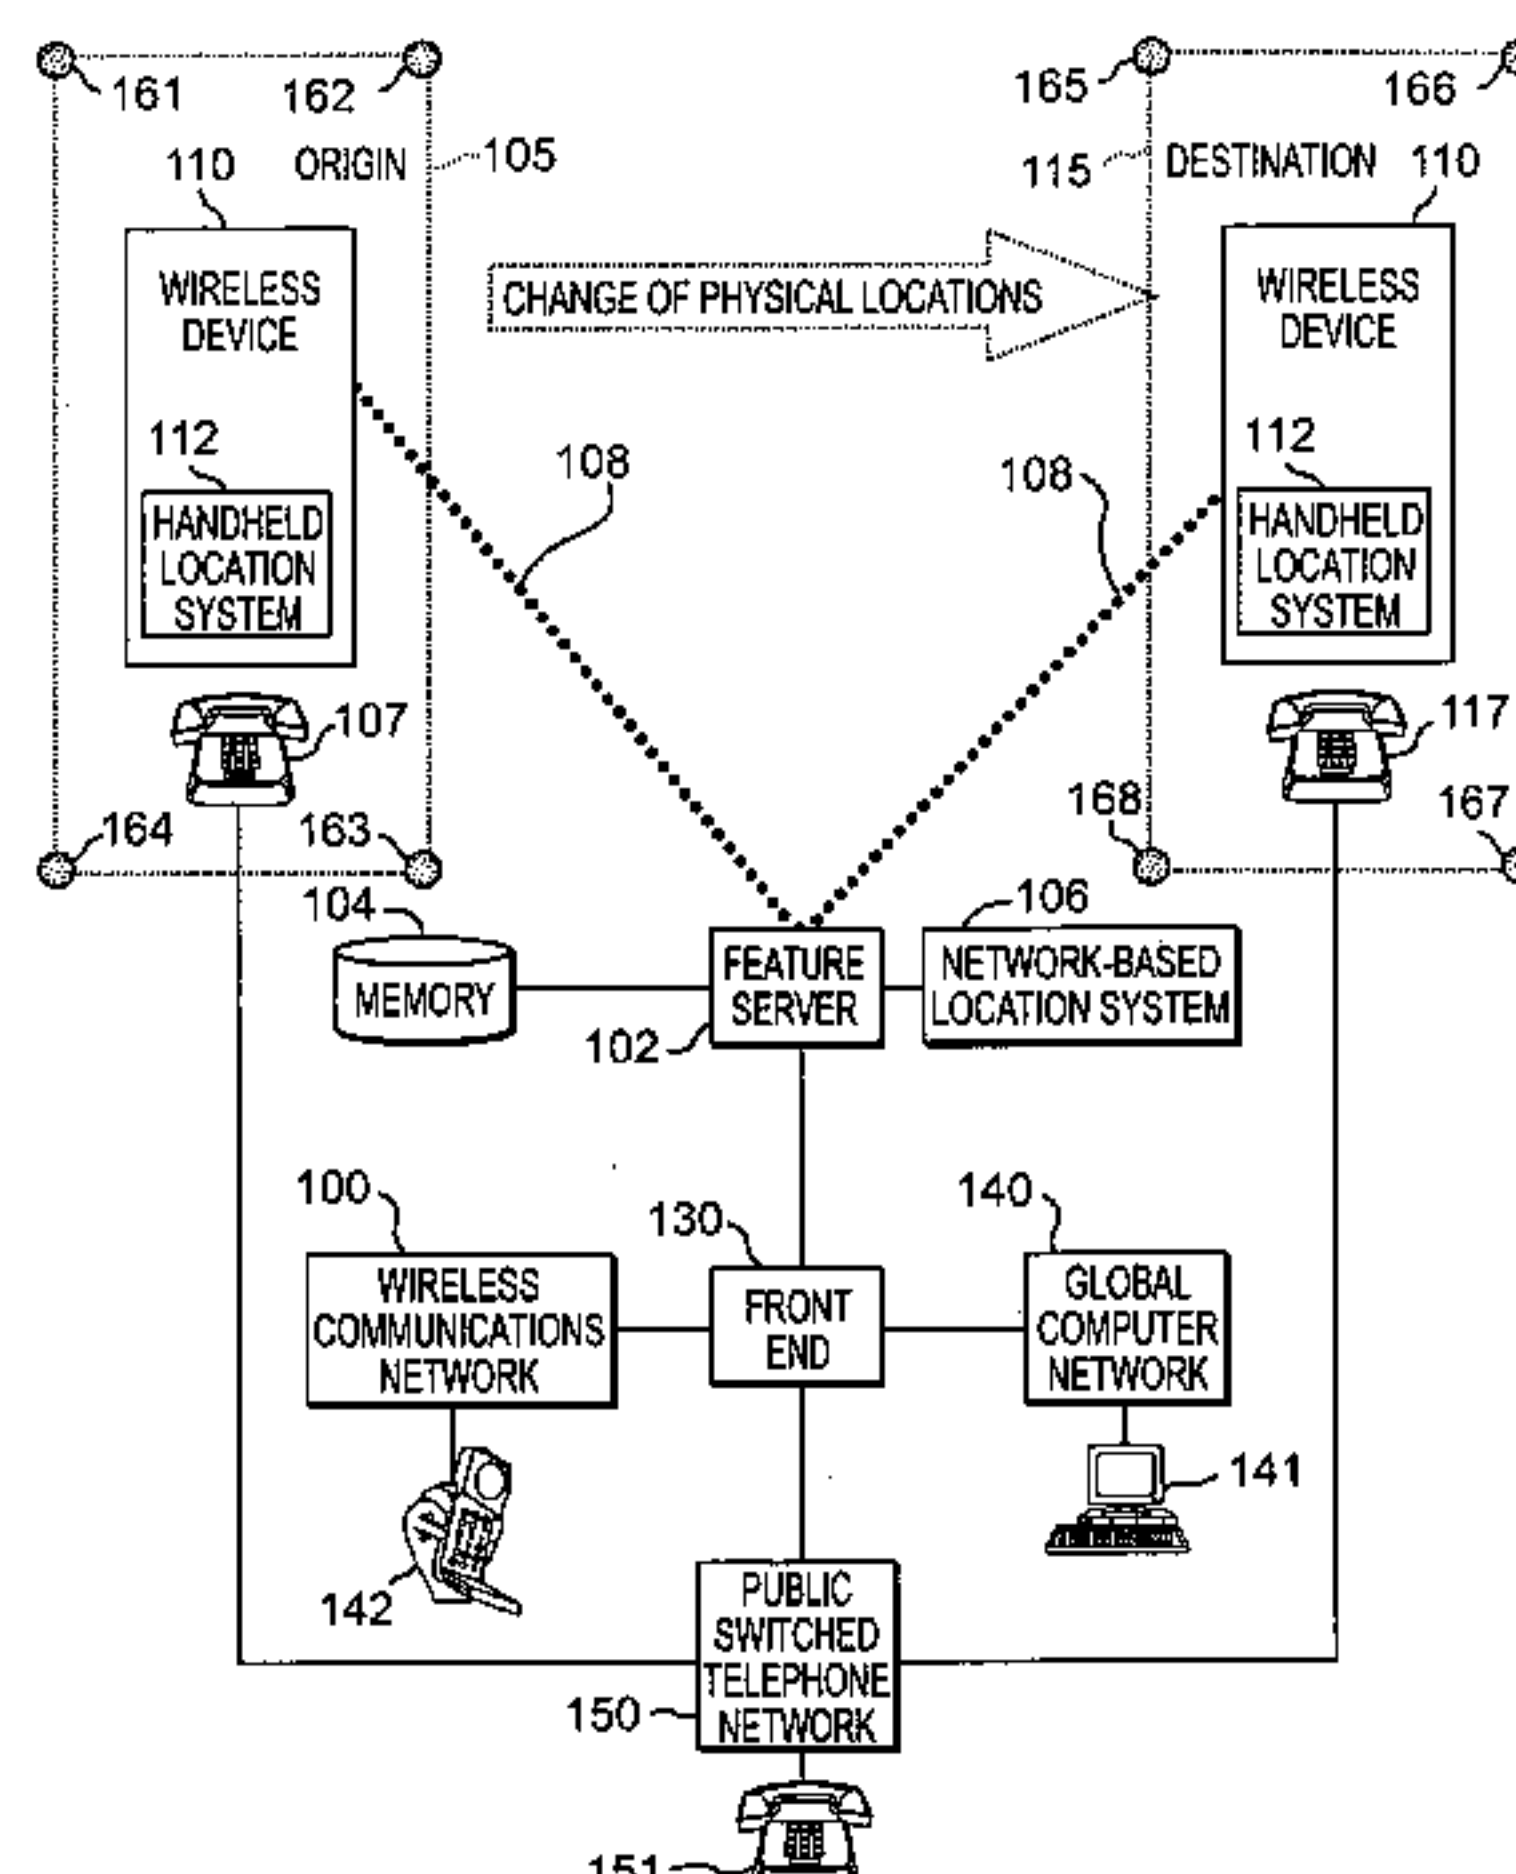 161
162
165
166
110
ORIGIN
105
115
DESTINATION
110
WIRELESS
DEVICE
CHANGE OF PHYSICAL LOCATIONS
WIRELESS
DEVICE
112
108
108
112
HANDHELD
LOCATION
SYSTEM
HANDHELD
LOCATION
SYSTEM
107
117
164
163
168
167
104
106
MEMORY
FEATURE
SERVER
NETWORK-BASED
LOCATION SYSTEM
102
100
130
140
WIRELESS
COMMUNICATIONS
NETWORK
FRONT
END
GLOBAL
COMPUTER
NETWORK
141
142
PUBLIC
SWITCHED
TELEPHONE
NETWORK
150
151